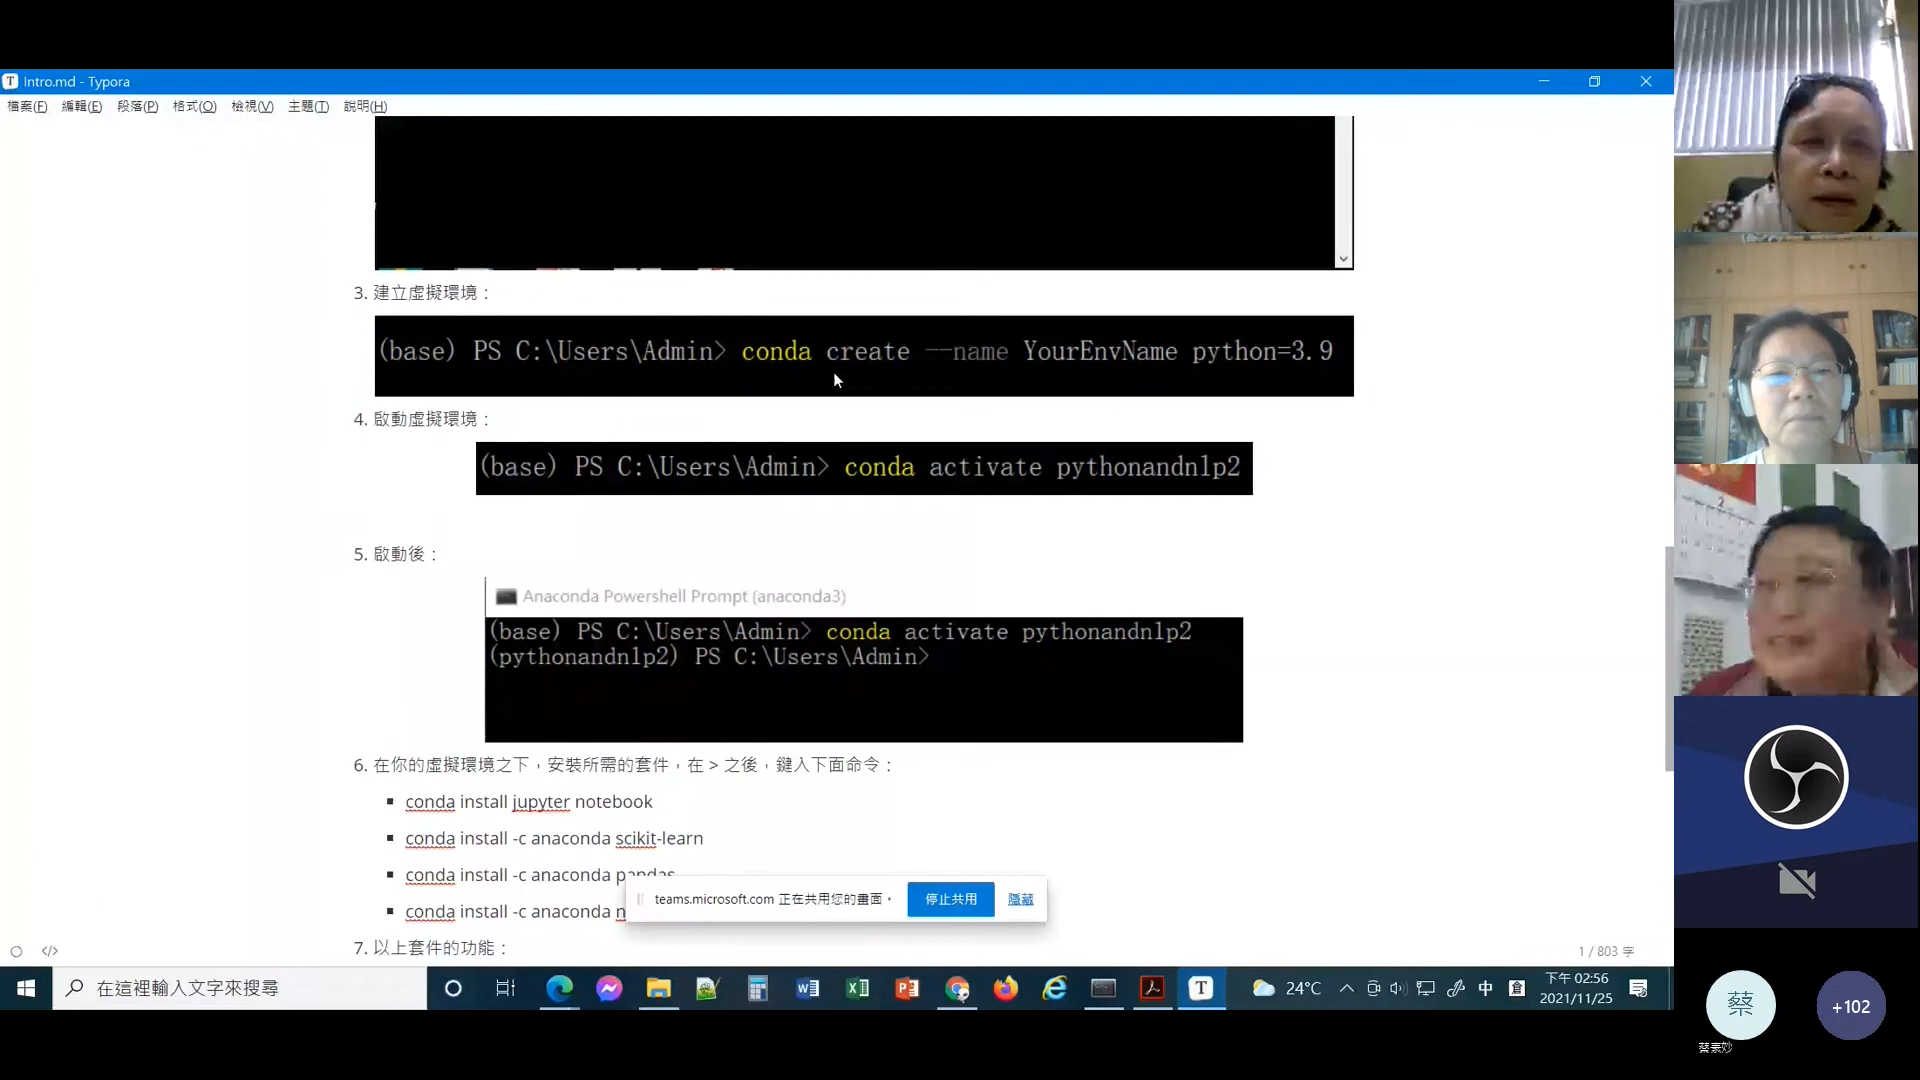 Intro.md - Typora
檔案(F) 編輯(E) 段落(P) 格式(O) 檢視(V) 主題(T) 說明(H)
3. 建立虛擬環境：
(base) PS C:\Users\Admin> conda create --name YourEnvName python=3.9
4. 啟動虛擬環境：
(base) PS C:\Users\Admin> conda activate pythonandnlp2
5. 啟動後：
Anaconda Powershell Prompt (anaconda3)
(base) PS C:\Users\Admin> conda activate pythonandnlp2
(pythonandnlp2) PS C:\Users\Admin>
6. 在你的虛擬環境之下，安裝所需的套件，在 > 之後，鍵入下面命令：
conda install jupyter notebook
conda install -c anaconda scikit-learn
conda install -c anaconda pandas
conda install -c anaconda n
teams.microsoft.com 正在共用您的畫面。 停止共用 隱藏
7. 以上套件的功能：
</> 1 / 803 字
在這裡輸入文字來搜尋
24°C 中 倉 下午 02:56
2021/11/25
蔡 +102
蔡素妙